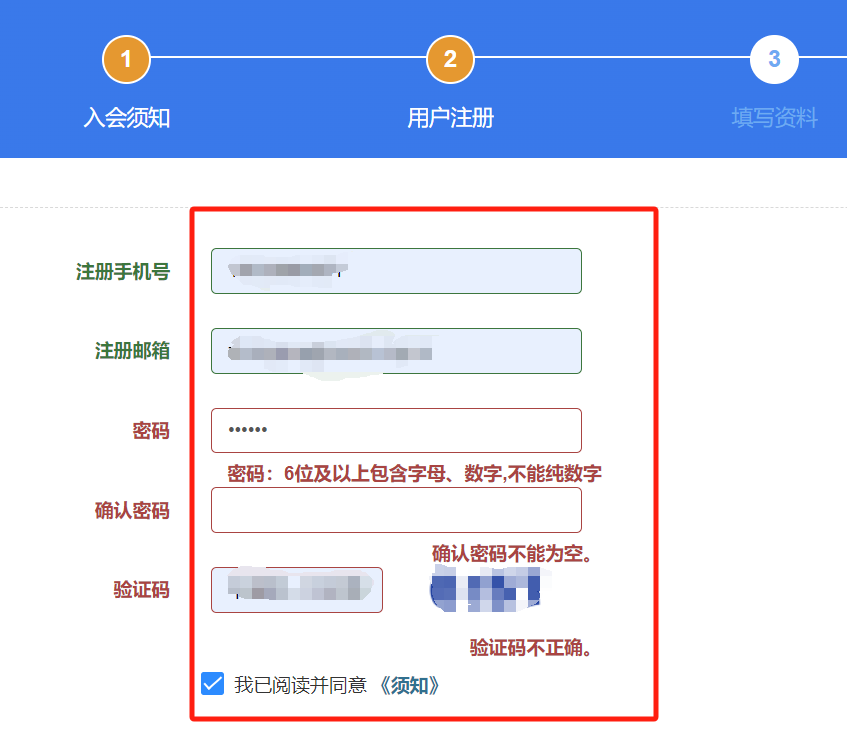 1 2 3
入会须知 用户注册 填写资料
注册手机号
注册邮箱
密码 ••••••
密码：6位及以上包含字母、数字,不能纯数字
确认密码
确认密码不能为空。
验证码
验证码不正确。
我已阅读并同意 《须知》